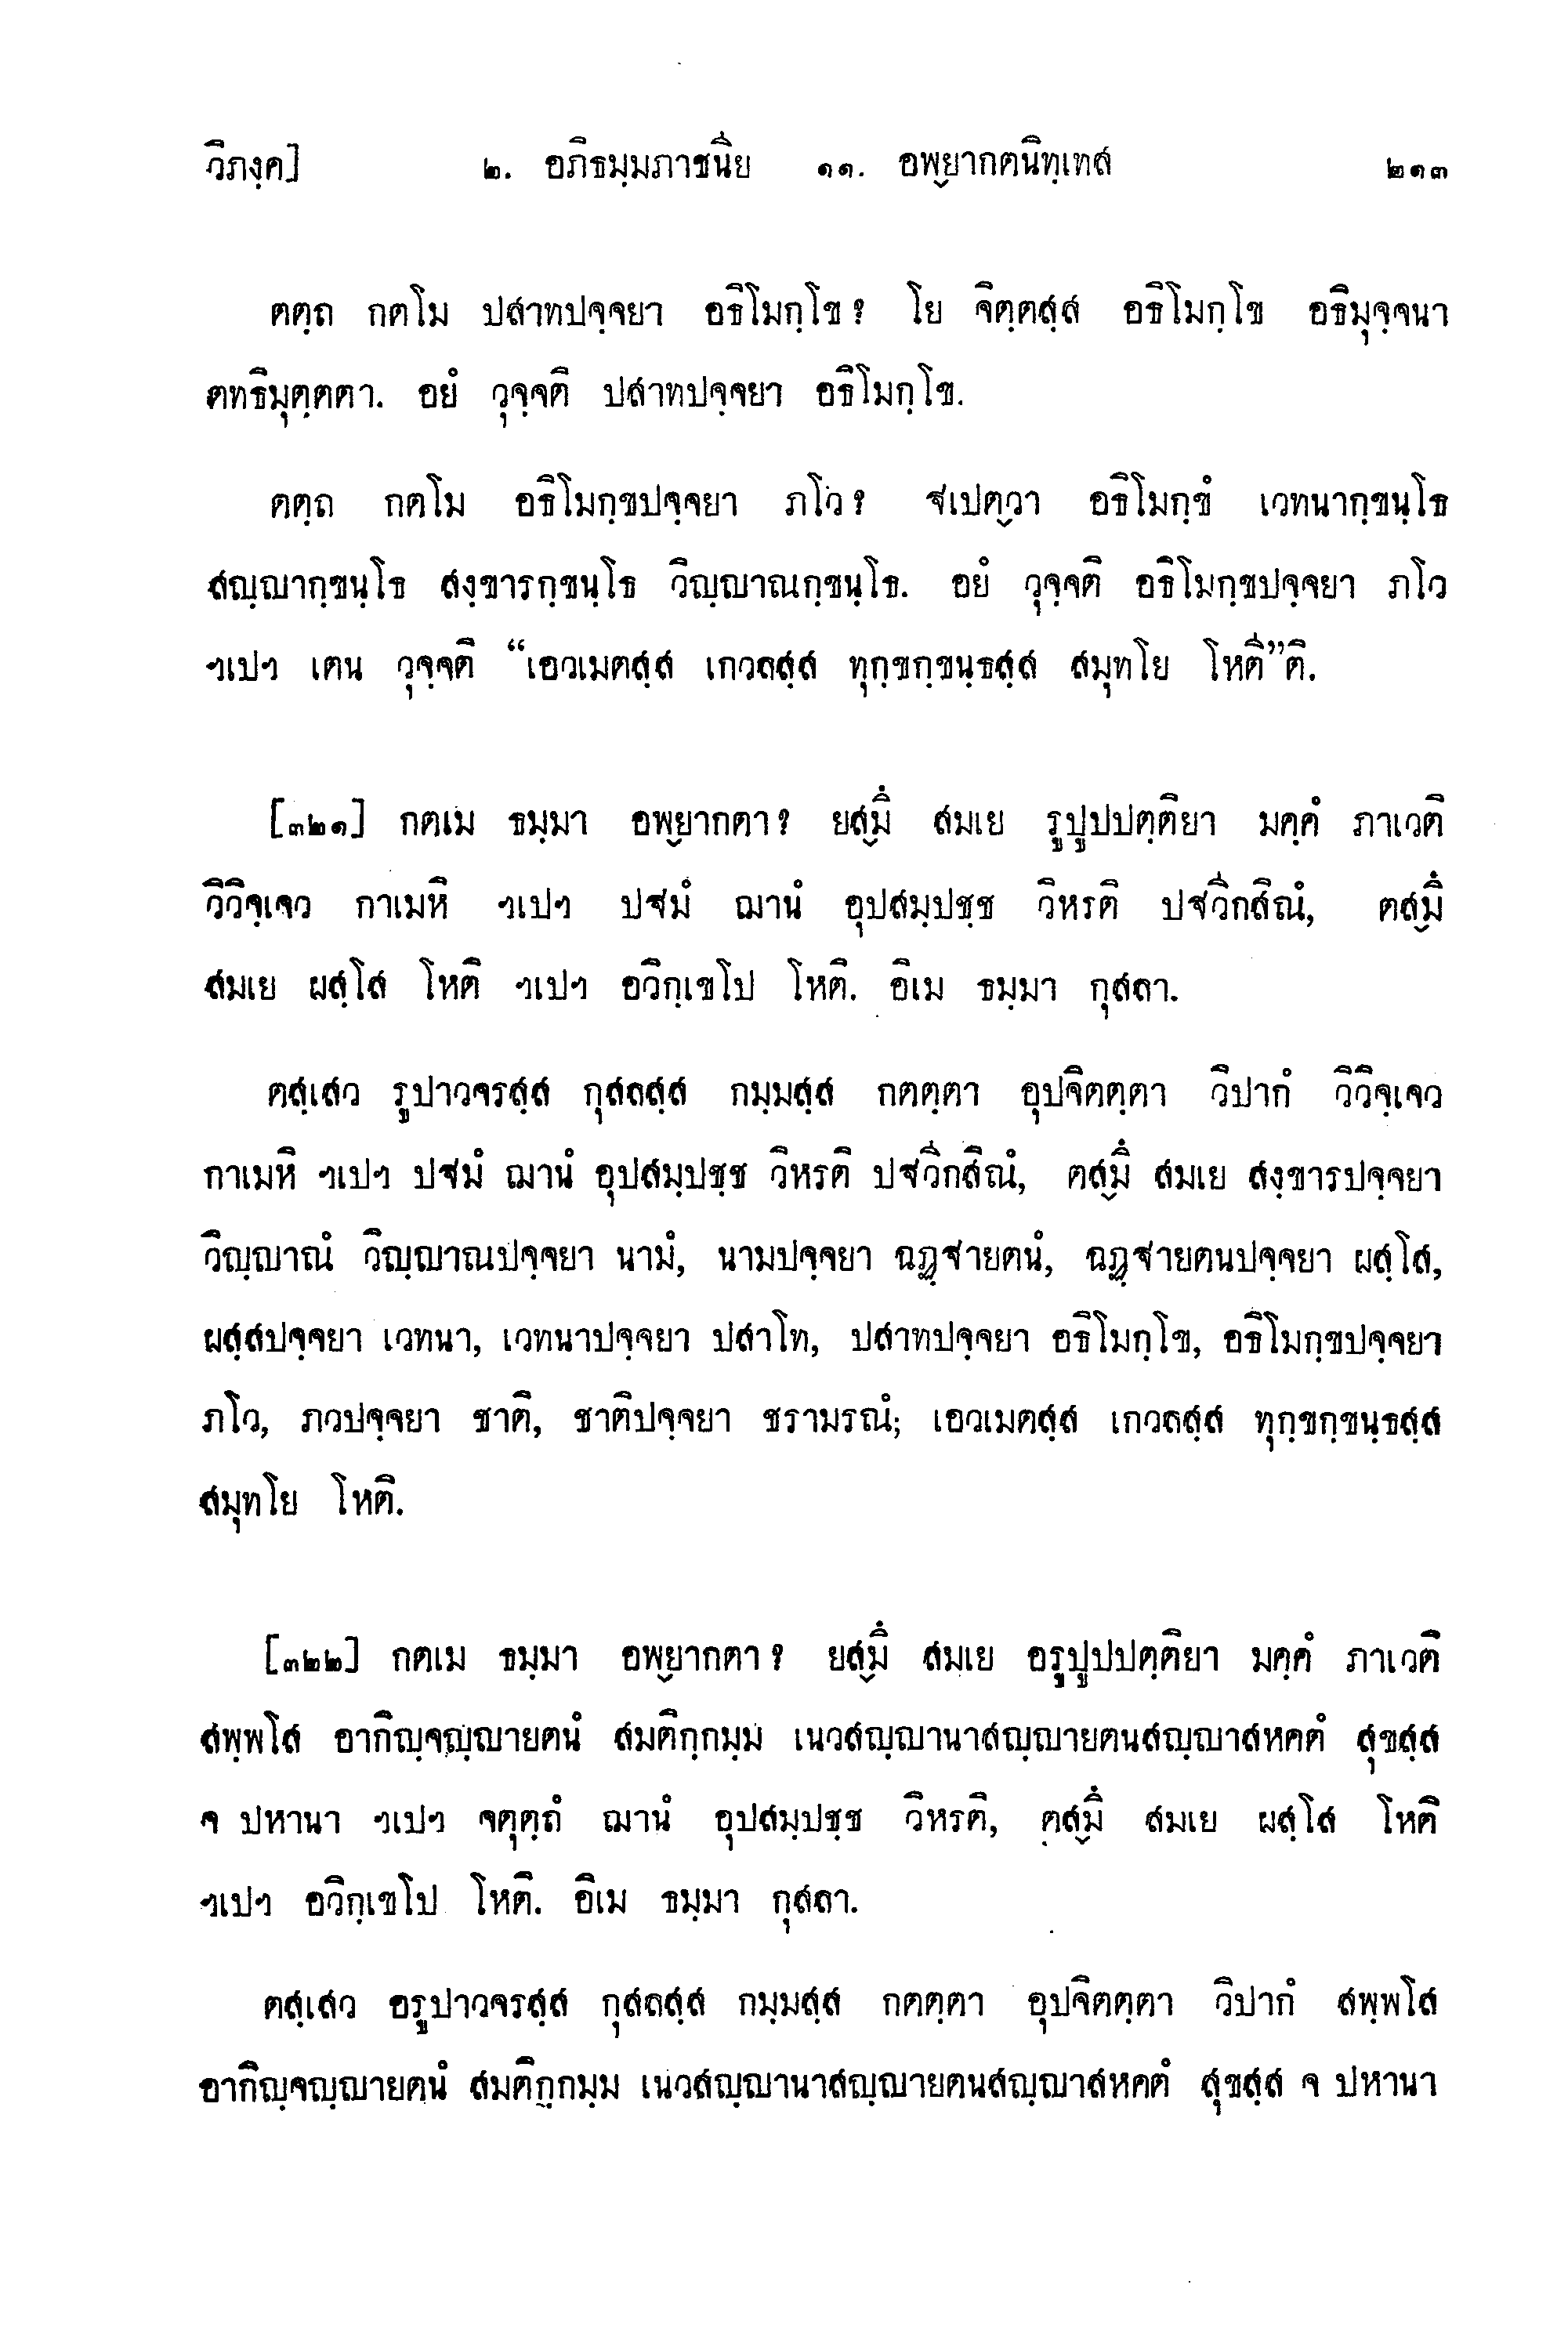 วิภงฺค] ๒. อภิธมฺมภาชนีย ๑๑. อพฺยากตนิทฺเทส ๒๑๓
ตตฺถ กตโม ปสาทปจฺจยา อธิโมกฺโข? โย จิตฺตสฺส อธิโมกฺโข อธิมุจฺจนา
ตทธิมุตฺตตา. อยํ วุจฺจติ ปสาทปจฺจยา อธิโมกฺโข.
ตตฺถ กตโม อธิโมกฺขปจฺจยา ภโว? ฐเปตฺวา อธิโมกฺขํ เวทนากฺขนฺโธ
สญฺญากฺขนฺโธ สงฺขารกฺขนฺโธ วิญฺญาณกฺขนฺโธ. อยํ วุจฺจติ อธิโมกฺขปจฺจยา ภโว
ฯเปฯ เตน วุจฺจติ “เอวเมตสฺส เกวลสฺส ทุกฺขกฺขนฺธสฺส สมุทโย โหตี”ติ.
[๓๒๑] กตเม ธมฺมา อพฺยากตา? ยสฺมึ สมเย รูปูปปตฺติยา มคฺคํ ภาเวติ
วิวิจฺเจว กาเมหิ ฯเปฯ ปฐมํ ฌานํ อุปสมฺปชฺช วิหรติ ปฐวีกสิณํ, ตสฺมึ
สมเย ผสฺโส โหติ ฯเปฯ อวิกฺเขโป โหติ. อิเม ธมฺมา กุสลา.
ตสฺเสว รูปาวจรสฺส กุสลสฺส กมฺมสฺส กตตฺตา อุปจิตตฺตา วิปากํ วิวิจฺเจว
กาเมหิ ฯเปฯ ปฐมํ ฌานํ อุปสมฺปชฺช วิหรติ ปฐวีกสิณํ, ตสฺมึ สมเย สงฺขารปจฺจยา
วิญฺญาณํ วิญฺญาณปจฺจยา นามํ, นามปจฺจยา ฉฏฺฐายตนํ, ฉฏฺฐายตนปจฺจยา ผสฺโส,
ผสฺสปจฺจยา เวทนา, เวทนาปจฺจยา ปสาโท, ปสาทปจฺจยา อธิโมกฺโข, อธิโมกฺขปจฺจยา
ภโว, ภวปจฺจยา ชาติ, ชาติปจฺจยา ชรามรณํ; เอวเมตสฺส เกวลสฺส ทุกฺขกฺขนฺธสฺส
สมุทโย โหติ.
[๓๒๒] กตเม ธมฺมา อพฺยากตา? ยสฺมึ สมเย อรูปูปปตฺติยา มคฺคํ ภาเวติ
สพฺพโส อากิญฺจญฺญายตนํ สมติกฺกมฺม เนวสญฺญานาสญฺญายตนสญฺญาสหคตํ สุขสฺส
จ ปหานา ฯเปฯ จตุตฺถํ ฌานํ อุปสมฺปชฺช วิหรติ, ตสฺมึ สมเย ผสฺโส โหติ
ฯเปฯ อวิกฺเขโป โหติ. อิเม ธมฺมา กุสลา.
ตสฺเสว อรูปาวจรสฺส กุสลสฺส กมฺมสฺส กตตฺตา อุปจิตตฺตา วิปากํ สพฺพโส
อากิญฺจญฺญายตนํ สมติกฺกมฺม เนวสญฺญานาสญฺญายตนสญฺญาสหคตํ สุขสฺส จ ปหานา